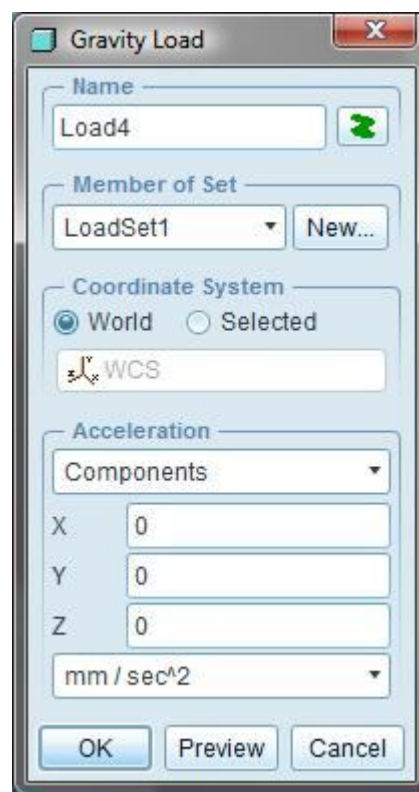 Gravity Load
Name
Load4
Member of Set
LoadSet1 New...
Coordinate System
World Selected
WCS
Acceleration
Components
X 0
Y 0
Z 0
mm / sec^2
OK Preview Cancel